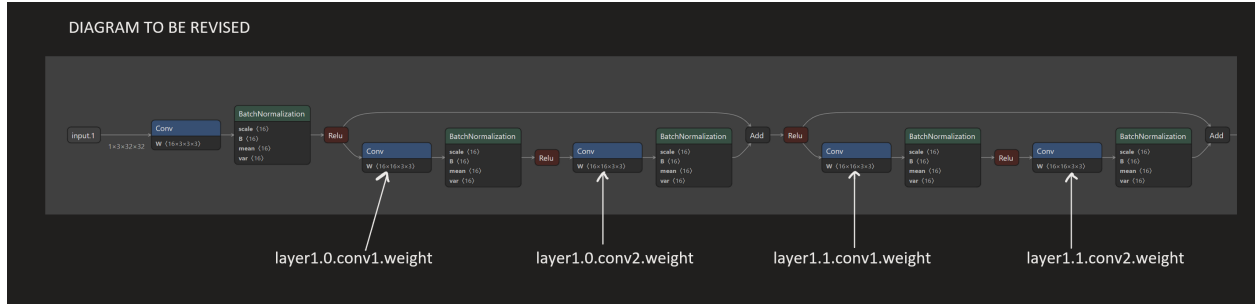 DIAGRAM TO BE REVISED
input.1
1×3×32×32
Conv
W (16×3×3×3)
BatchNormalization
scale (16)
B (16)
mean (16)
var (16)
Relu
Conv
W (16×16×3×3)
BatchNormalization
scale (16)
B (16)
mean (16)
var (16)
Relu
Conv
W (16×16×3×3)
BatchNormalization
scale (16)
B (16)
mean (16)
var (16)
Add
Relu
Conv
W (16×16×3×3)
BatchNormalization
scale (16)
B (16)
mean (16)
var (16)
Relu
Conv
W (16×16×3×3)
BatchNormalization
scale (16)
B (16)
mean (16)
var (16)
Add
layer1.0.conv1.weight
layer1.0.conv2.weight
layer1.1.conv1.weight
layer1.1.conv2.weight